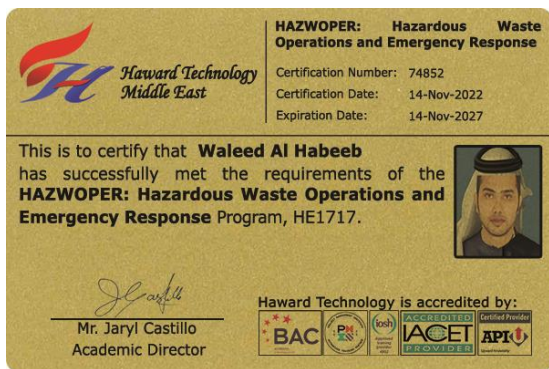 HAZWOPER: Hazardous Waste
Operations and Emergency Response
Haward Technology
Middle East
Certification Number: 74852
Certification Date: 14-Nov-2022
Expiration Date: 14-Nov-2027
This is to certify that Waleed Al Habeeb
has successfully met the requirements of the
HAZWOPER: Hazardous Waste Operations and
Emergency Response Program, HE1717.
Mr. Jaryl Castillo
Academic Director
Haward Technology is accredited by:
BAC
iosh
ACCREDITED
IACET
PROVIDER
Certified Provider
API